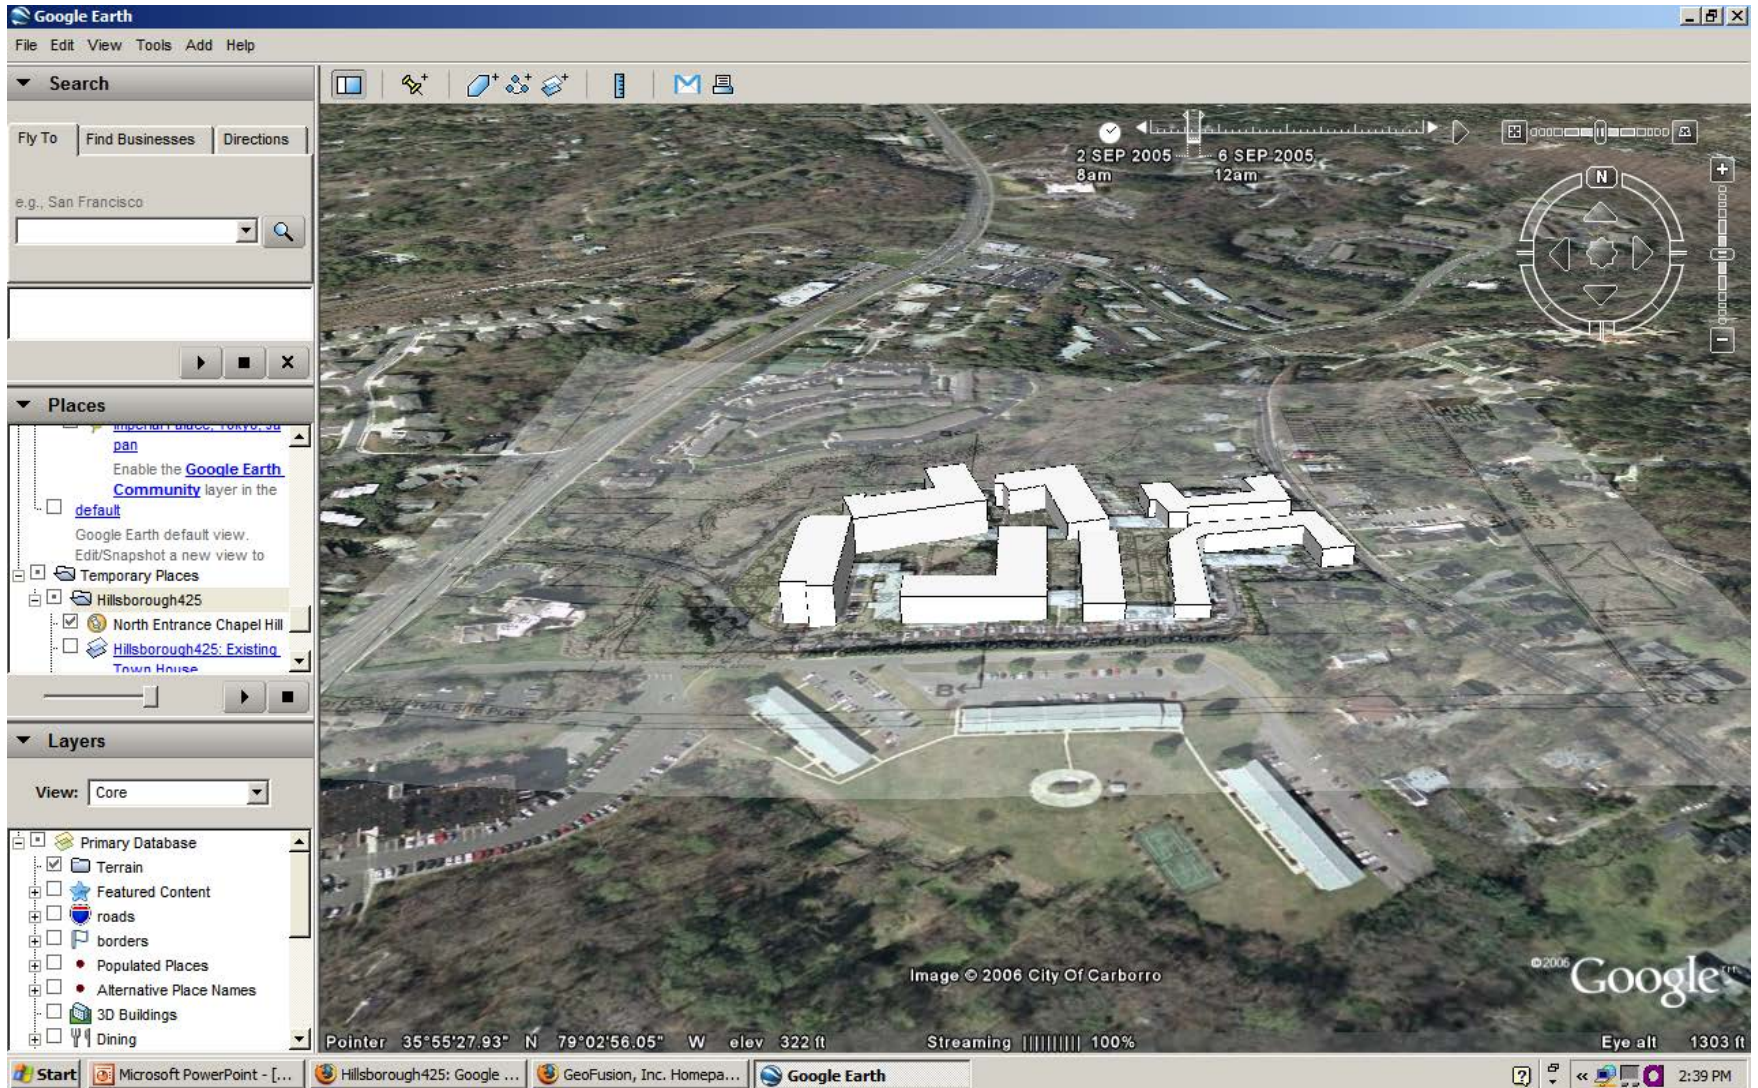 Google Earth
File Edit View Tools Add Help
Search
Fly To
Find Businesses
Directions
e.g., San Francisco
Places
Imperial Palace, Tokyo, Ja
pan
Enable the Google Earth
Community layer in the
default
Google Earth default view.
Edit/Snapshot a new view to
Temporary Places
Hillsborough425
North Entrance Chapel Hill
Hillsborough425: Existing
Town House
Layers
View: Core
Primary Database
Terrain
Featured Content
roads
borders
Populated Places
Alternative Place Names
3D Buildings
Dining
2 SEP 2005
8am
6 SEP 2005
12am
N
B
Image © 2006 City Of Carborro
©2006 Google™
Pointer 35°55'27.93" N 79°02'56.05" W elev 322 ft
Streaming |||||||||| 100%
Eye alt 1303 ft
Start
Microsoft PowerPoint - [...
Hillsborough425: Google ...
GeoFusion, Inc. Homepa...
Google Earth
2:39 PM